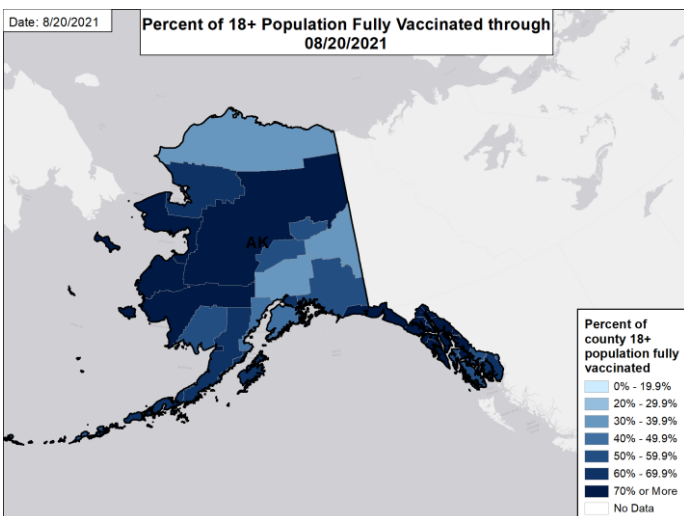 Date: 8/20/2021
Percent of 18+ Population Fully Vaccinated through
08/20/2021
AK
Percent of
county 18+
population fully
vaccinated
0% - 19.9%
20% - 29.9%
30% - 39.9%
40% - 49.9%
50% - 59.9%
60% - 69.9%
70% or More
No Data